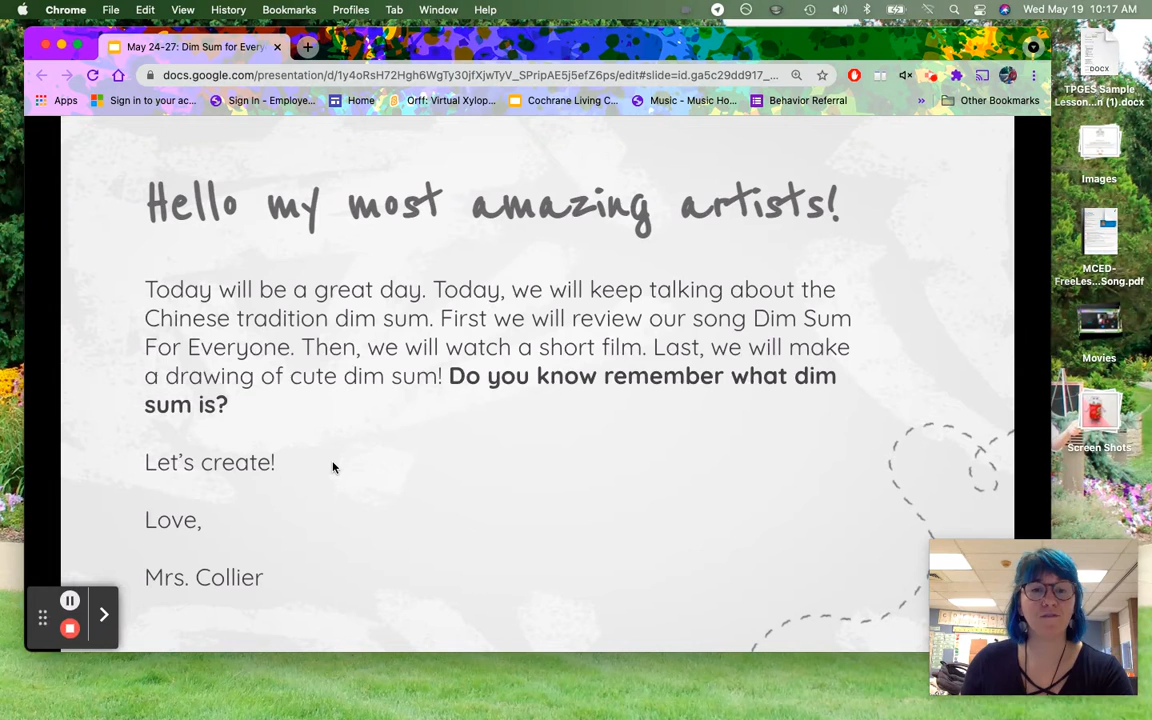 Chrome File Edit View History Bookmarks Profiles Tab Window Help Wed May 19 10:17 AM
May 24-27: Dim Sum for Every
docs.google.com/presentation/d/1y4oRsH72Hgh6WgTy30jfXjwTyV_SPripAE5j5efZ6ps/edit#slide=id.ga5c29dd917_...
Apps Sign in to your ac... Sign In - Employe... Home Orff: Virtual Xylop... Cochrane Living C... Music - Music Ho... Behavior Referral » Other Bookmarks
Hello my most amazing artists!
Today will be a great day. Today, we will keep talking about the
Chinese tradition dim sum. First we will review our song Dim Sum
For Everyone. Then, we will watch a short film. Last, we will make
a drawing of cute dim sum! Do you know remember what dim
sum is?
Let's create!
Love,
Mrs. Collier
DOCX
TPGES Sample
Lesson...n (1).docx
Images
MCED-
FreeLes...Song.pdf
Movies
Screen Shots